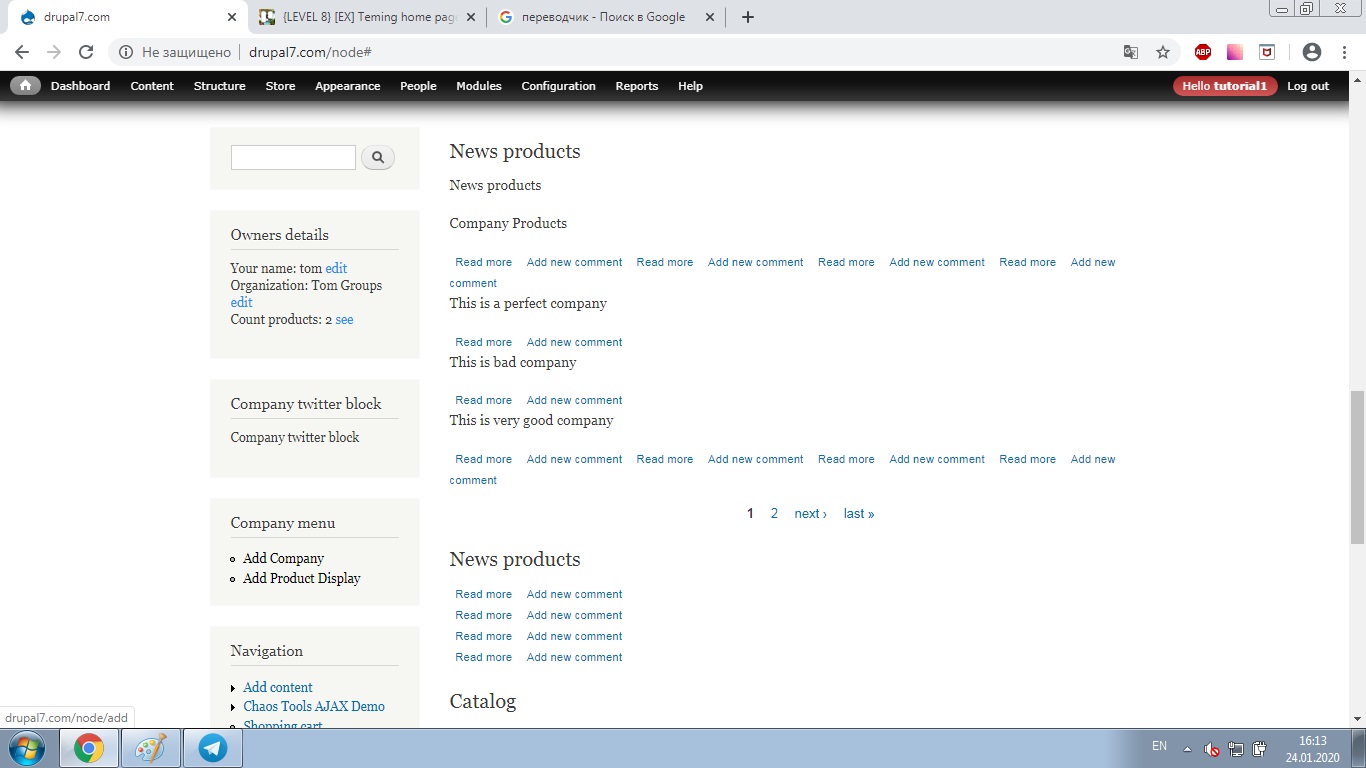 drupal7.com
{LEVEL 8} [EX] Teming home pag
переводчик - Поиск в Google
Не защищено
drupal7.com/node#
ABP
Dashboard Content Structure Store Appearance People Modules Configuration Reports Help
Hello tutorial1 Log out
Owners details
Your name: tom edit
Organization: Tom Groups
edit
Count products: 2 see
Company twitter block
Company twitter block
Company menu
Add Company
Add Product Display
Navigation
Add content
Chaos Tools AJAX Demo
Shopping cart
News products
News products
Company Products
Read more Add new comment Read more Add new comment Read more Add new comment Read more Add new
comment
This is a perfect company
Read more Add new comment
This is bad company
Read more Add new comment
This is very good company
Read more Add new comment Read more Add new comment Read more Add new comment Read more Add new
comment
1 2 next › last »
News products
Read more Add new comment
Read more Add new comment
Read more Add new comment
Read more Add new comment
Catalog
drupal7.com/node/add
EN
16:13
24.01.2020